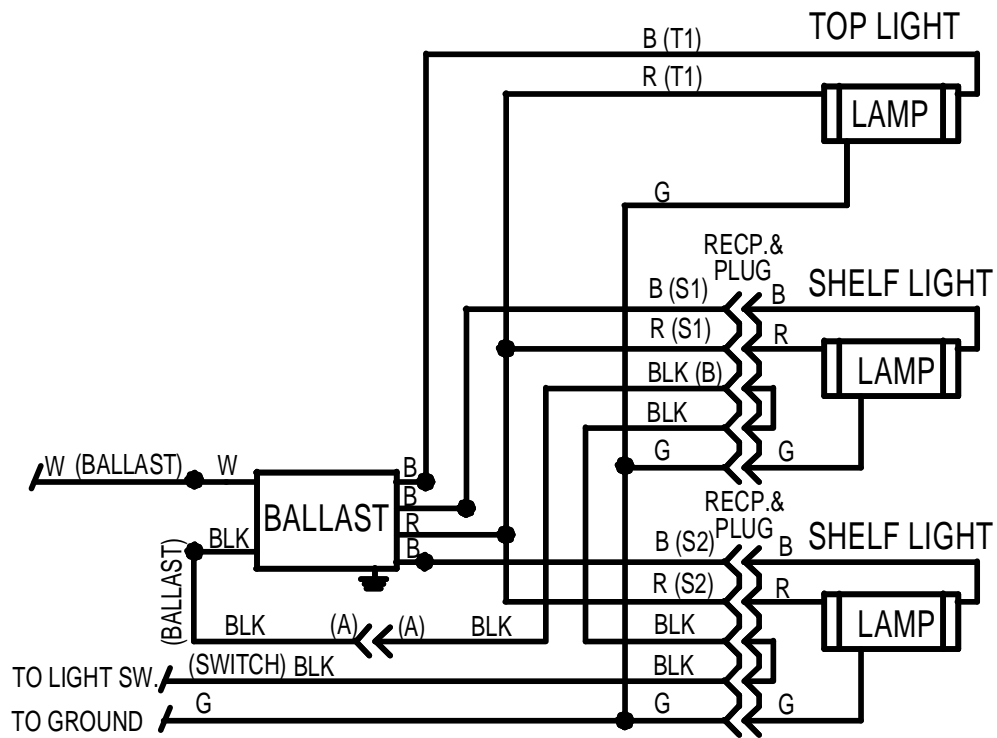 TOP LIGHT
B (T1)
R (T1)
LAMP
G
RECP.&
PLUG
SHELF LIGHT
B (S1)
B
R (S1)
R
LAMP
BLK (B)
BLK
G
G
W (BALLAST)
W
BALLAST
B
B
R
B
RECP.&
PLUG
SHELF LIGHT
BLK
(BALLAST)
B (S2)
B
R (S2)
R
LAMP
BLK
(A)
(A)
BLK
BLK
TO LIGHT SW.
(SWITCH) BLK
BLK
TO GROUND
G
G
G